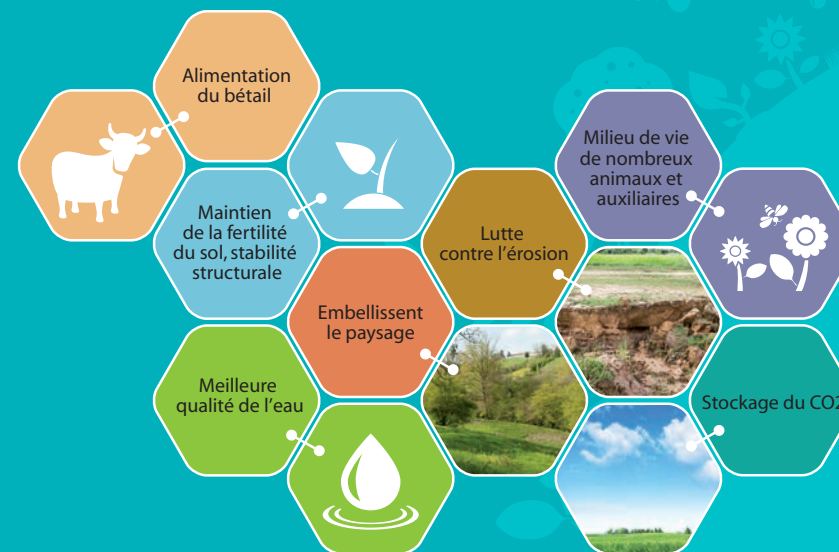 Alimentation
du bétail
Milieu de vie
de nombreux
animaux et
auxiliaires
Maintien
de la fertilité
du sol, stabilité
structurale
Lutte
contre l’érosion
Embellissent
le paysage
Meilleure
qualité de l’eau
Stockage du CO2